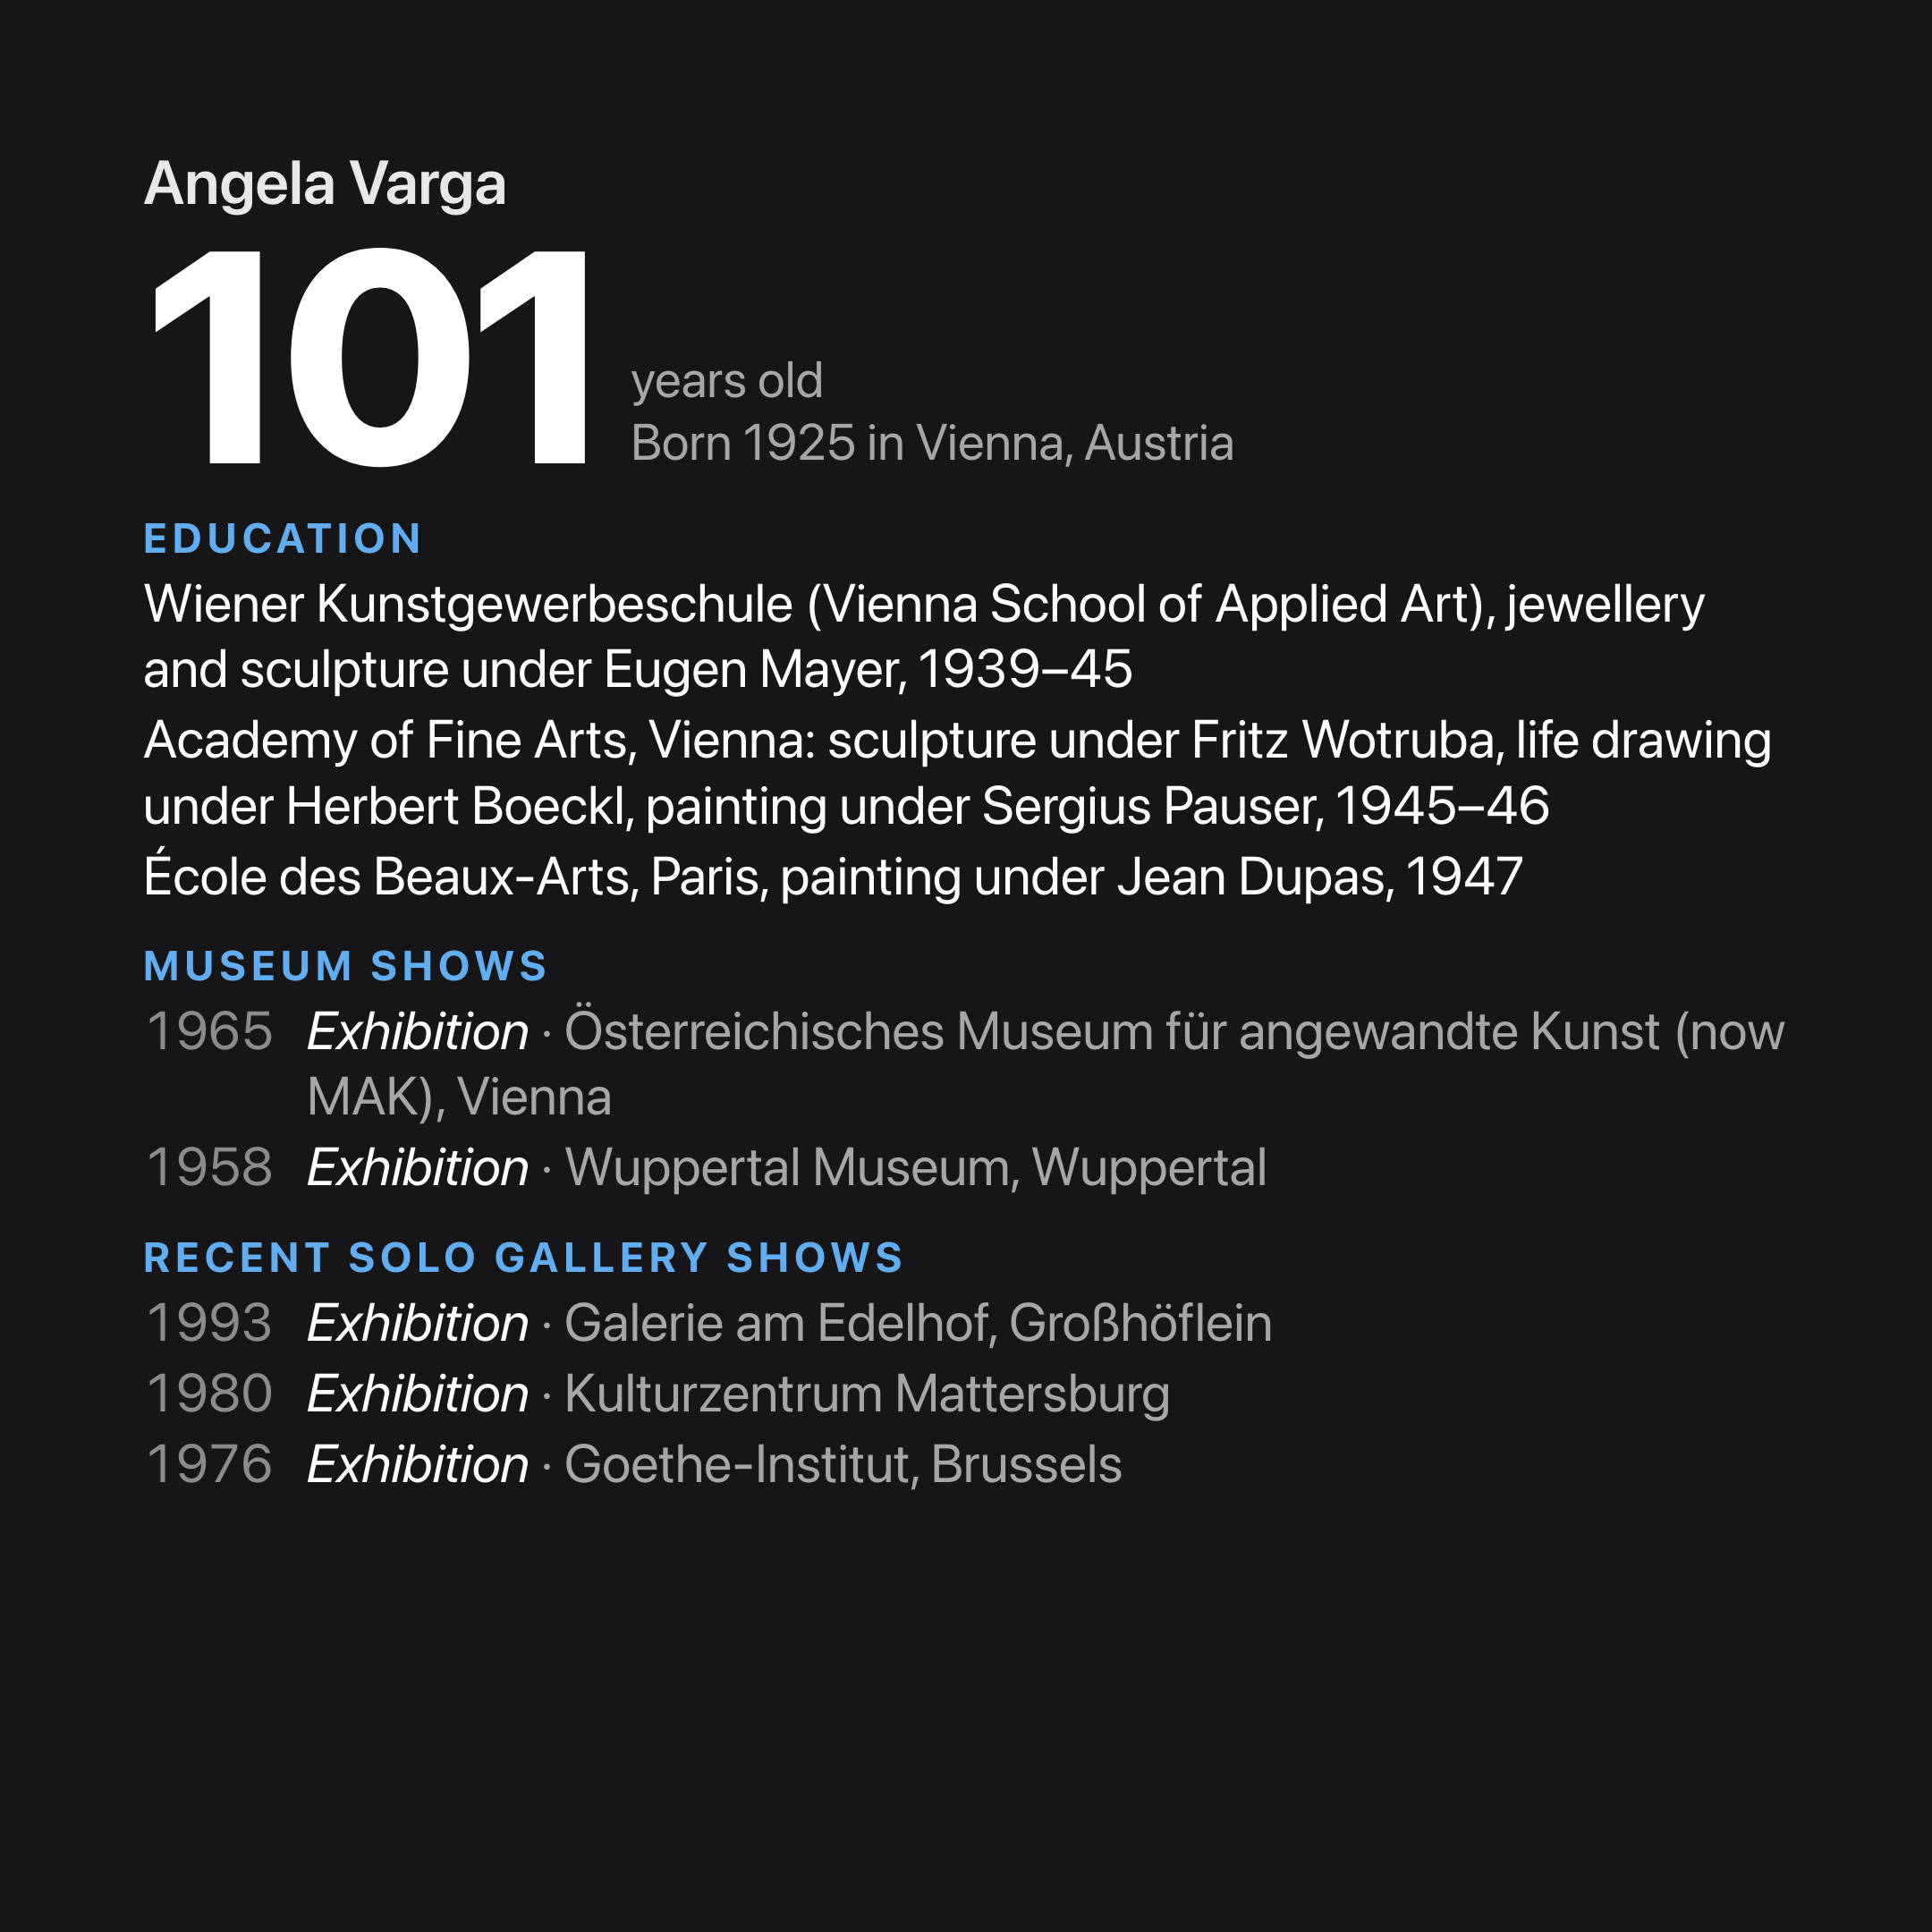 Angela Varga
101
years old
Born 1925 in Vienna, Austria
EDUCATION
Wiener Kunstgewerbeschule (Vienna School of Applied Art), jewellery
and sculpture under Eugen Mayer, 1939–45
Academy of Fine Arts, Vienna: sculpture under Fritz Wotruba, life drawing
under Herbert Boeckl, painting under Sergius Pauser, 1945–46
École des Beaux-Arts, Paris, painting under Jean Dupas, 1947
MUSEUM SHOWS
1965 Exhibition · Österreichisches Museum für angewandte Kunst (now
MAK), Vienna
1958 Exhibition · Wuppertal Museum, Wuppertal
RECENT SOLO GALLERY SHOWS
1993 Exhibition · Galerie am Edelhof, Großhöflein
1980 Exhibition · Kulturzentrum Mattersburg
1976 Exhibition · Goethe-Institut, Brussels